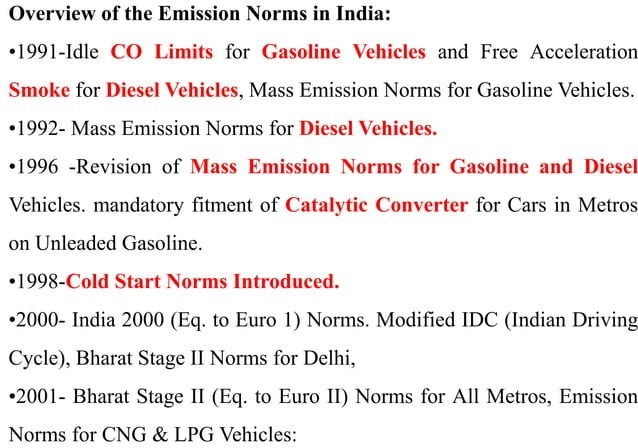 Overview of the Emission Norms in India:
•1991-Idle CO Limits for Gasoline Vehicles and Free Acceleration
Smoke for Diesel Vehicles, Mass Emission Norms for Gasoline Vehicles.
•1992- Mass Emission Norms for Diesel Vehicles.
•1996 -Revision of Mass Emission Norms for Gasoline and Diesel
Vehicles. mandatory fitment of Catalytic Converter for Cars in Metros
on Unleaded Gasoline.
•1998-Cold Start Norms Introduced.
•2000- India 2000 (Eq. to Euro 1) Norms. Modified IDC (Indian Driving
Cycle), Bharat Stage II Norms for Delhi,
•2001- Bharat Stage II (Eq. to Euro II) Norms for All Metros, Emission
Norms for CNG & LPG Vehicles: